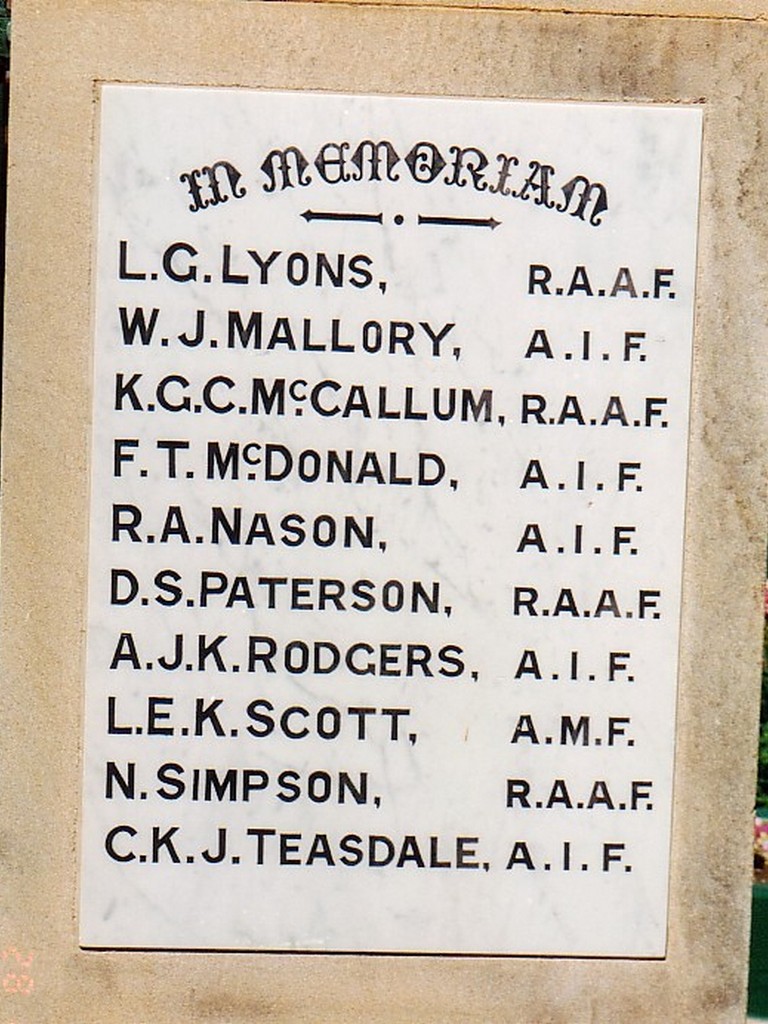 IN MEMORIAM
L.G.LYONS, R.A.A.F.
W.J.MALLORY, A.I.F.
K.G.C.McCALLUM, R.A.A.F.
F.T.McDONALD, A.I.F.
R.A.NASON, A.I.F.
D.S.PATERSON, R.A.A.F.
A.J.K.RODGERS, A.I.F.
L.E.K.SCOTT, A.M.F.
N.SIMPSON, R.A.A.F.
C.K.J.TEASDALE, A.I.F.